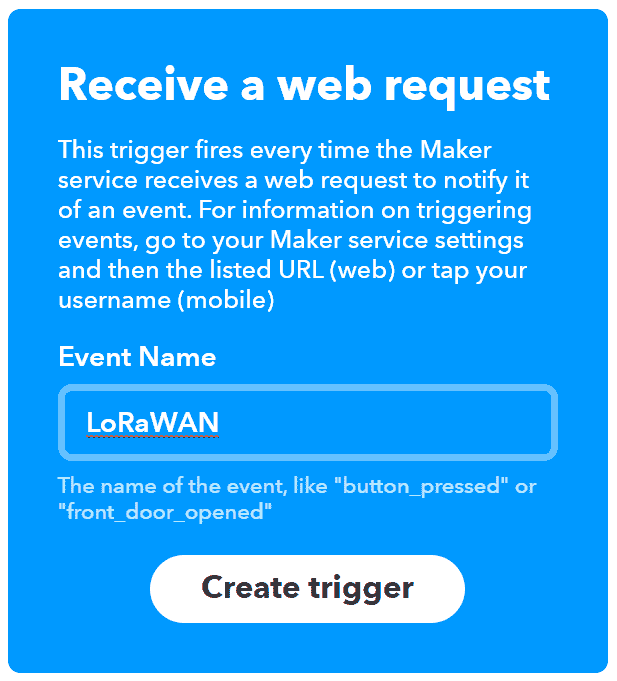 Receive a web request
This trigger fires every time the Maker
service receives a web request to notify it
of an event. For information on triggering
events, go to your Maker service settings
and then the listed URL (web) or tap your
username (mobile)
Event Name
LoRaWAN
The name of the event, like "button_pressed" or
"front_door_opened"
Create trigger